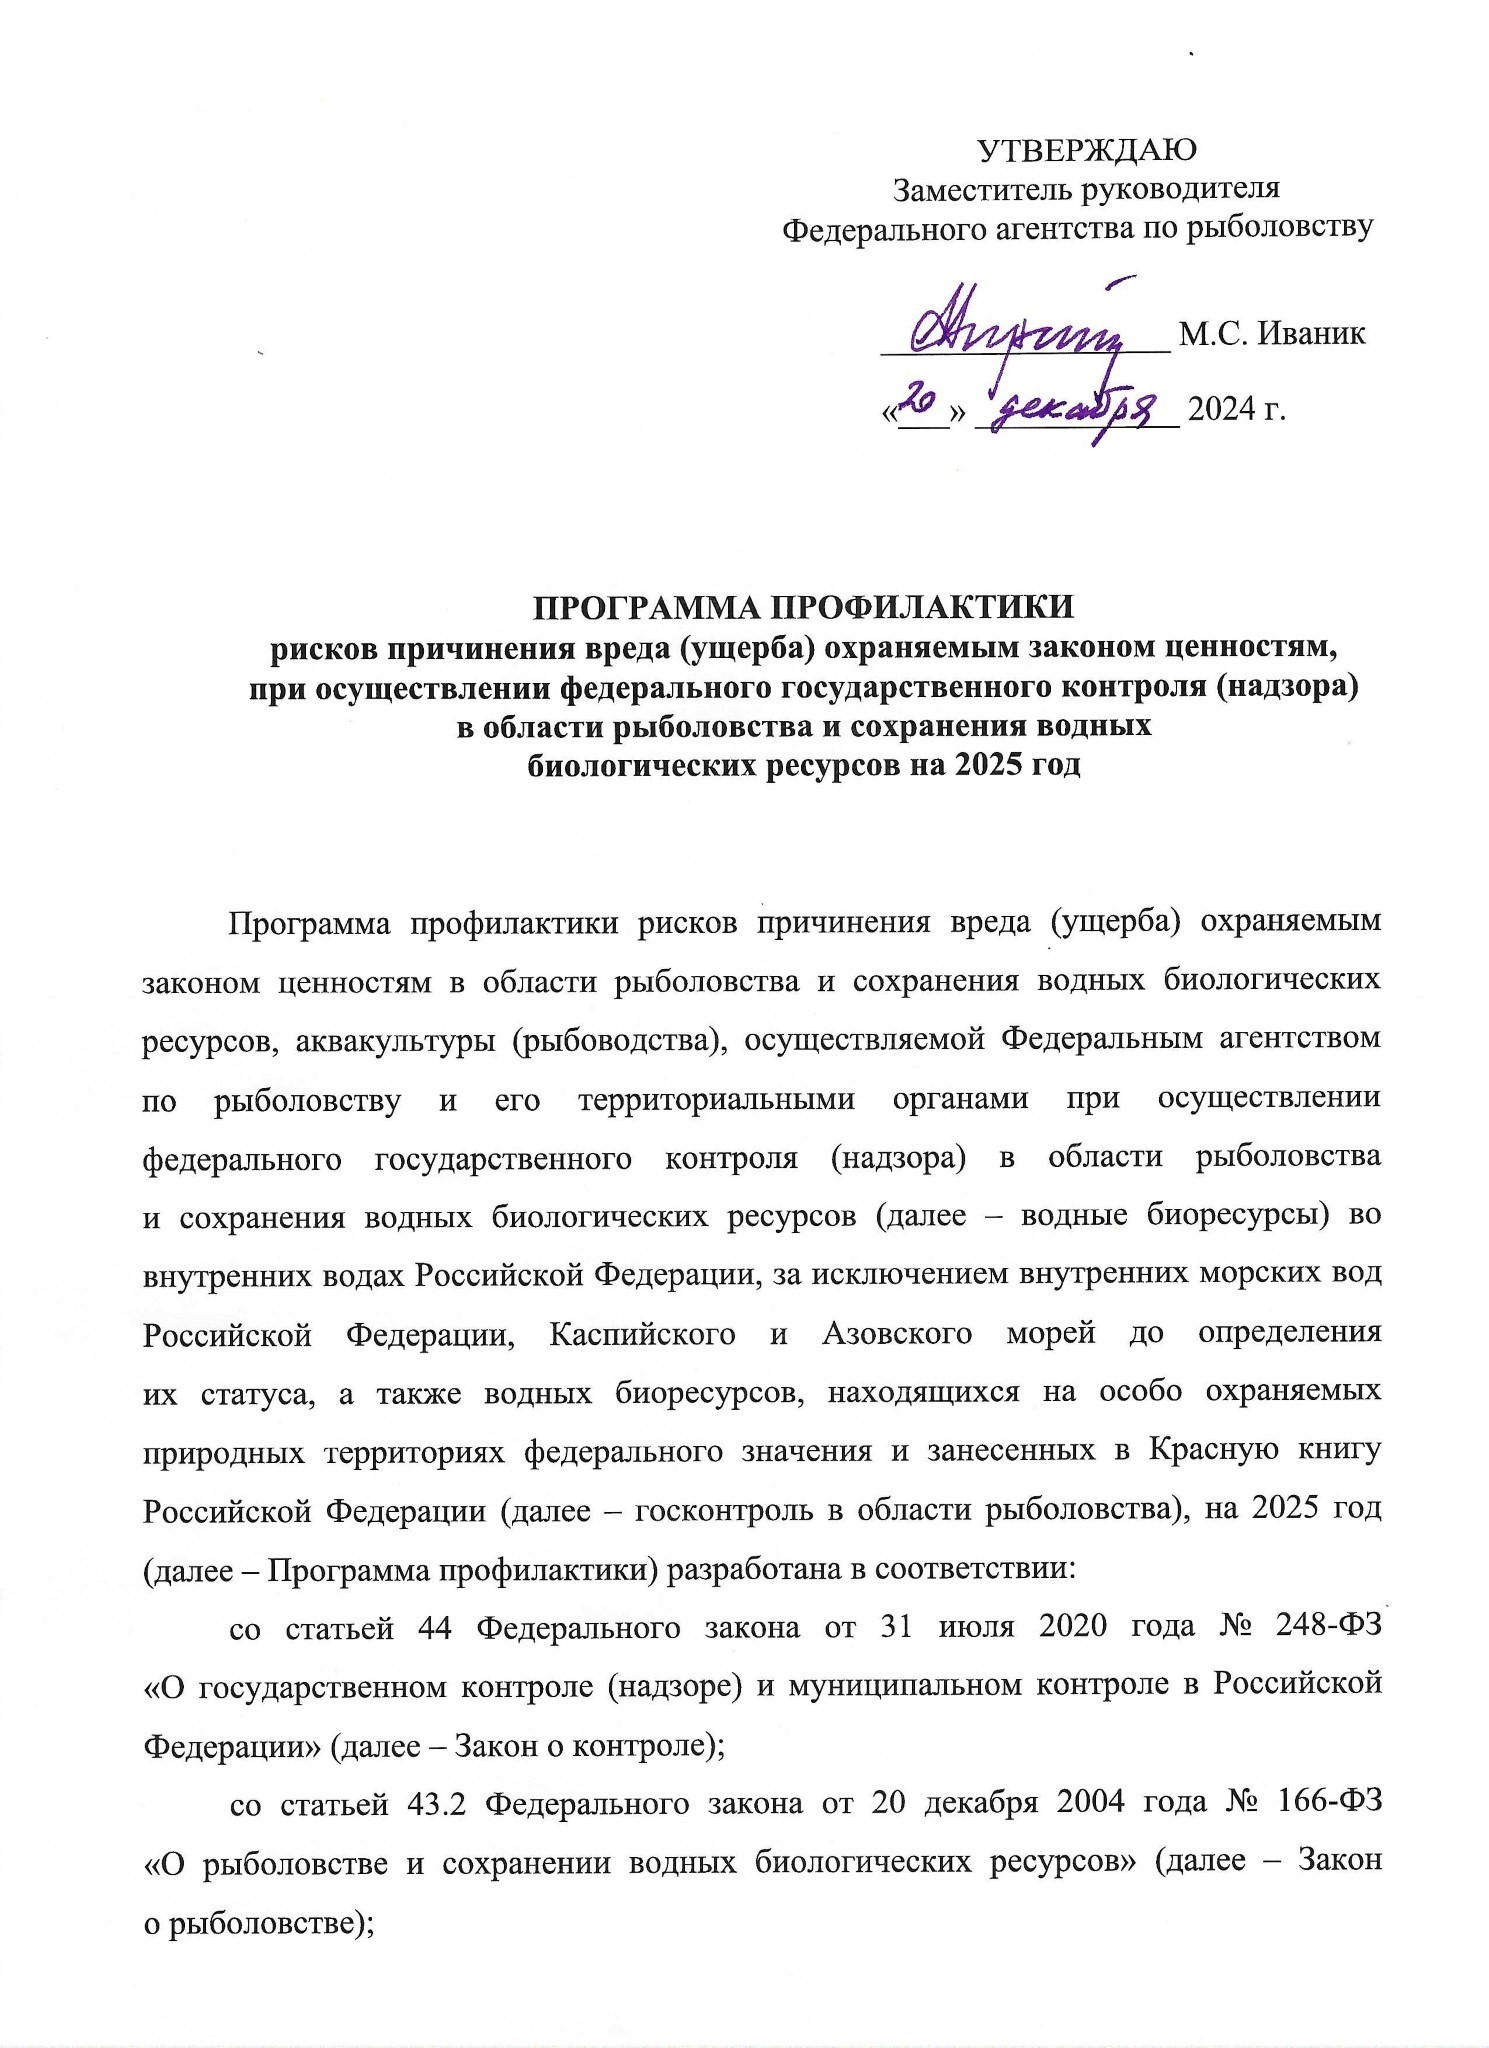 УТВЕРЖДАЮ
Заместитель руководителя
Федерального агентства по рыболовству
М.С. Иваник
«20» декабря 2024 г.
ПРОГРАММА ПРОФИЛАКТИКИ
рисков причинения вреда (ущерба) охраняемым законом ценностям,
при осуществлении федерального государственного контроля (надзора)
в области рыболовства и сохранения водных
биологических ресурсов на 2025 год
Программа профилактики рисков причинения вреда (ущерба) охраняемым
законом ценностям в области рыболовства и сохранения водных биологических
ресурсов, аквакультуры (рыбоводства), осуществляемой Федеральным агентством
по рыболовству и его территориальными органами при осуществлении
федерального государственного контроля (надзора) в области рыболовства
и сохранения водных биологических ресурсов (далее – водные биоресурсы) во
внутренних водах Российской Федерации, за исключением внутренних морских вод
Российской Федерации, Каспийского и Азовского морей до определения
их статуса, а также водных биоресурсов, находящихся на особо охраняемых
природных территориях федерального значения и занесенных в Красную книгу
Российской Федерации (далее – госконтроль в области рыболовства), на 2025 год
(далее – Программа профилактики) разработана в соответствии:
со статьей 44 Федерального закона от 31 июля 2020 года № 248-ФЗ
«О государственном контроле (надзоре) и муниципальном контроле в Российской
Федерации» (далее – Закон о контроле);
со статьей 43.2 Федерального закона от 20 декабря 2004 года № 166-ФЗ
«О рыболовстве и сохранении водных биологических ресурсов» (далее – Закон
о рыболовстве);